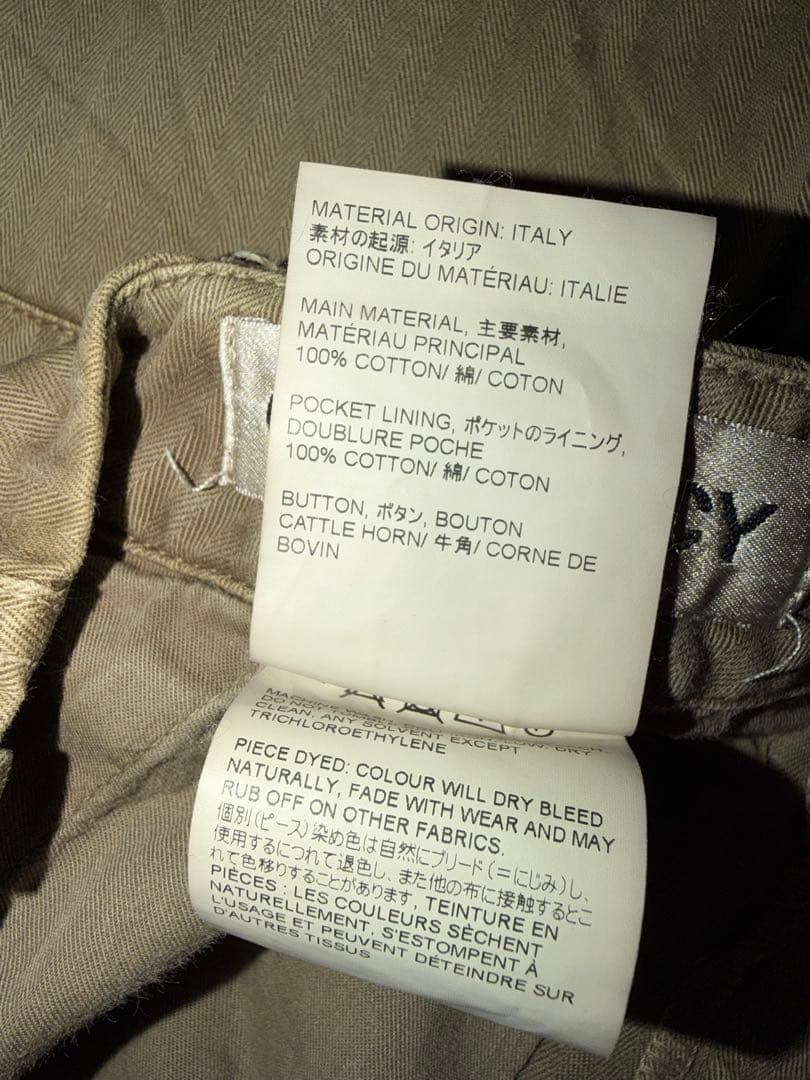 MATERIAL ORIGIN: ITALY
素材の起源: イタリア
ORIGINE DU MATÉRIAU: ITALIE
MAIN MATERIAL, 主要素材,
MATÉRIAU PRINCIPAL
100% COTTON/ 綿/ COTON
POCKET LINING, ポケットのライニング,
DOUBLURE POCHE
100% COTTON/ 綿/ COTON
BUTTON, ボタン, BOUTON
CATTLE HORN/ 牛角/ CORNE DE
BOVIN
CY
MACHINE
DO NOT DRY
CLEAN, ANY SOLVENT EXCEPT
TRICHLOROETHYLENE
PIECE DYED: COLOUR WILL DRY BLEED
NATURALLY, FADE WITH WEAR AND MAY
RUB OFF ON OTHER FABRICS.
個別(ピース)染め色は自然にブリード(=にじみ)し、
使用するにつれて退色し、また他の布に接触するとこ
れて色移りすることがあります, TEINTURE EN
PIÈCES : LES COULEURS SÈCHENT
NATURELLEMENT, S'ESTOMPENT À
L'USAGE ET PEUVENT DÉTEINDRE SUR
D'AUTRES TISSUS